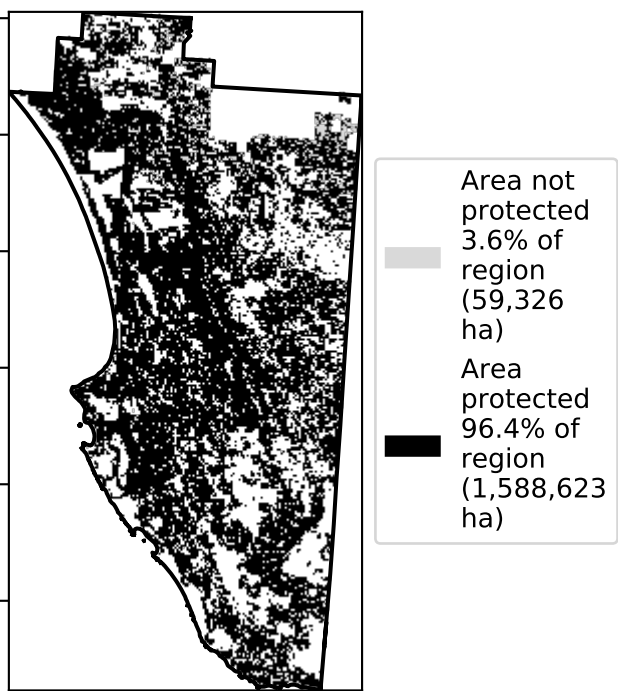 Area not
protected
3.6% of
region
(59,326
ha)
Area
protected
96.4% of
region
(1,588,623
ha)